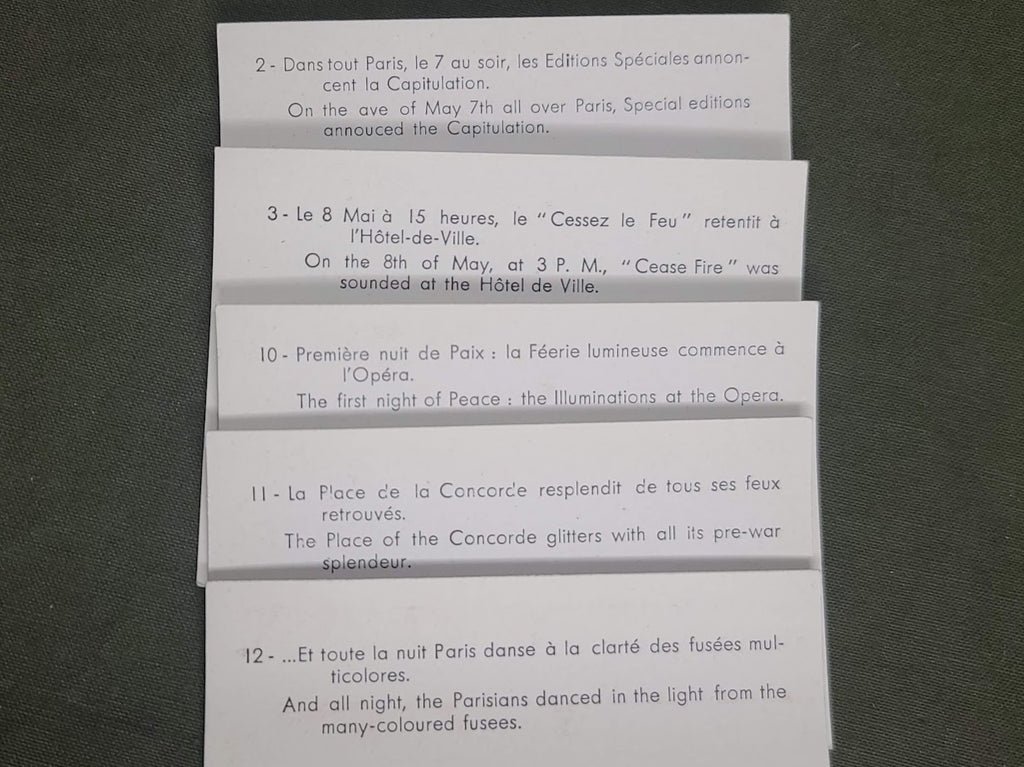 2 - Dans tout Paris, le 7 au soir, les Editions Spéciales annon-
cent la Capitulation.
On the ave of May 7th all over Paris, Special editions
annouced the Capitulation.
3 - Le 8 Mai à 15 heures, le "Cessez le Feu" retentit à
l'Hôtel-de-Ville.
On the 8th of May, at 3 P. M., "Cease Fire" was
sounded at the Hôtel de Ville.
10 - Première nuit de Paix : la Féerie lumineuse commence à
l'Opéra.
The first night of Peace : the Illuminations at the Opera.
11 - La Place de la Concorde resplendit de tous ses feux
retrouvés.
The Place of the Concorde glitters with all its pre-war
splendeur.
12 - ...Et toute la nuit Paris danse à la clarté des fusées mul-
ticolores.
And all night, the Parisians danced in the light from the
many-coloured fusees.